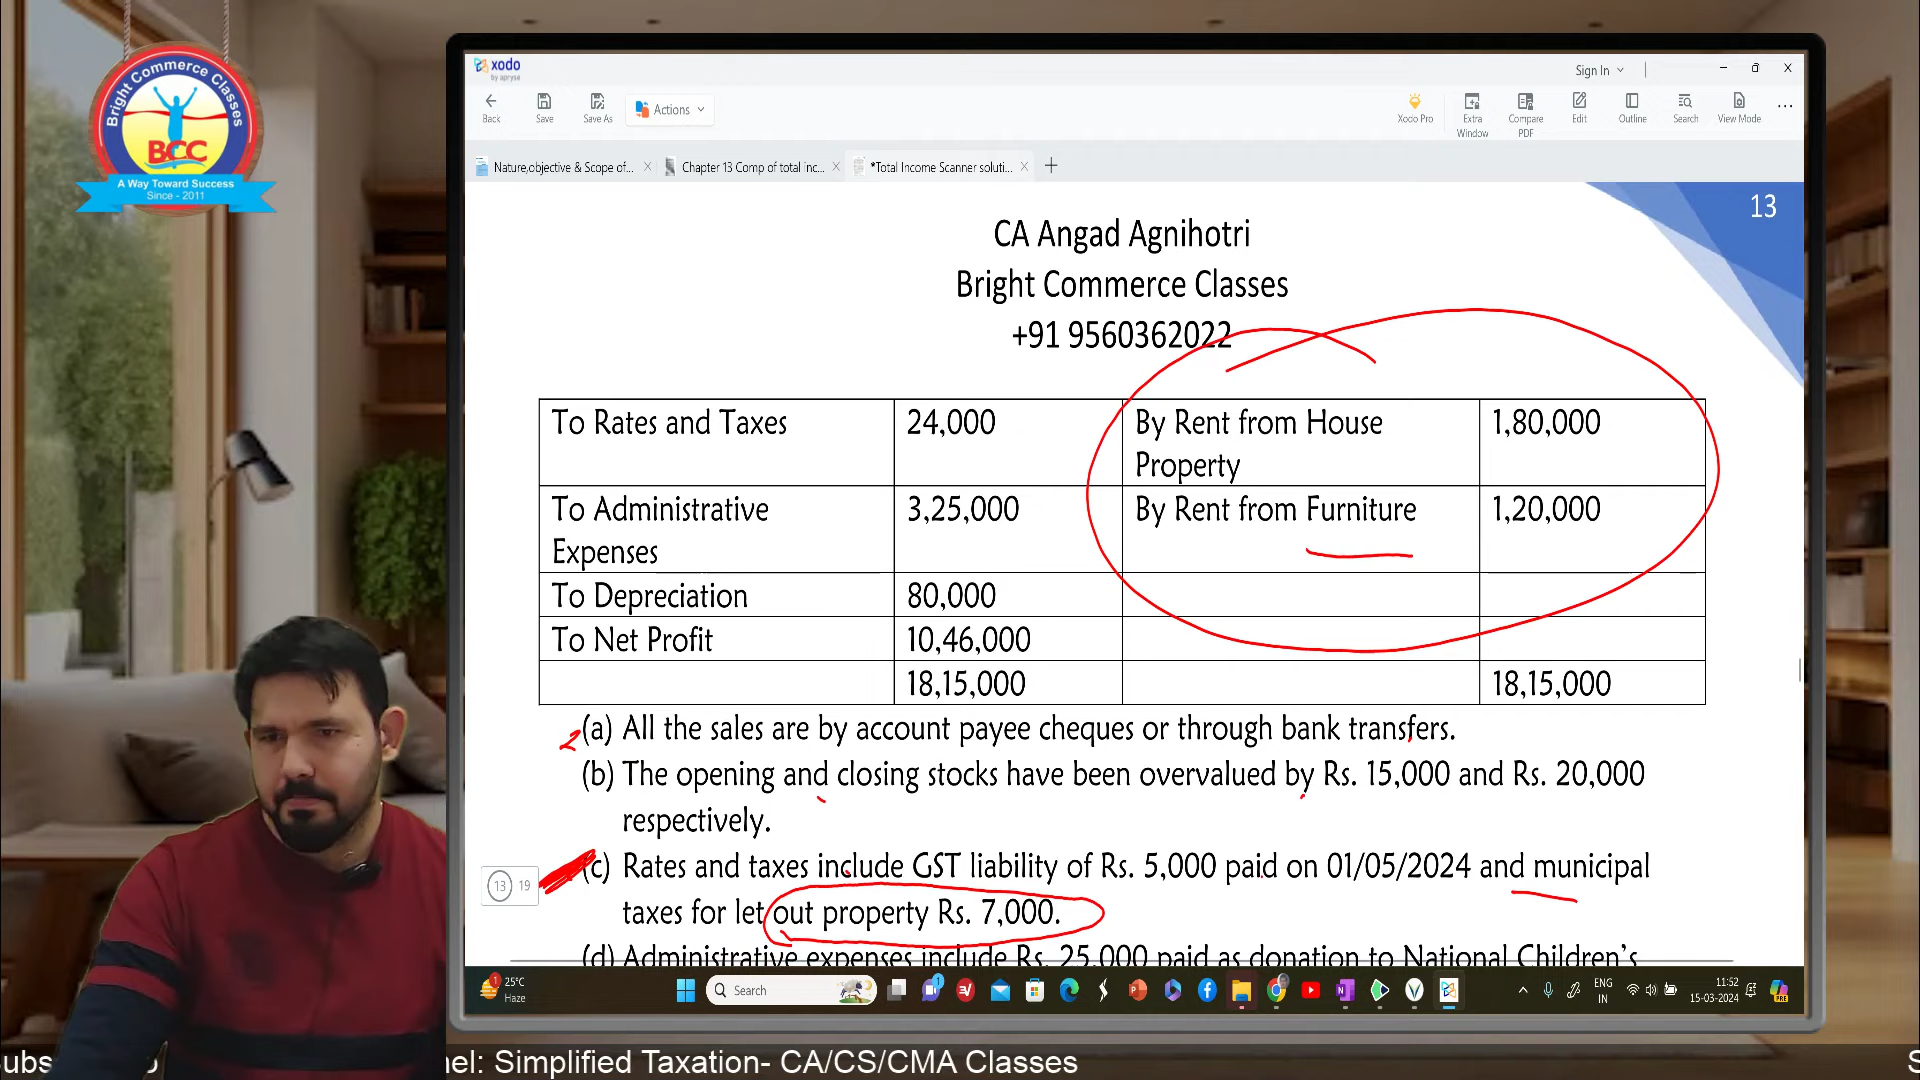 Bright Commerce Classes
BCC
A Way Toward Success
Since - 2011
xodo
by apryse
Sign In
Back
Save
Save As
Actions
Xodo Pro
Extra Window
Compare PDF
Edit
Outline
Search
View Mode
Nature,objective & Scope of...
Chapter 13 Comp of total inc...
*Total Income Scanner soluti...
13
CA Angad Agnihotri
Bright Commerce Classes
+91 9560362022
To Rates and Taxes 24,000 By Rent from House Property 1,80,000
To Administrative Expenses 3,25,000 By Rent from Furniture 1,20,000
To Depreciation 80,000
To Net Profit 10,46,000
18,15,000 18,15,000
(a) All the sales are by account payee cheques or through bank transfers.
(b) The opening and closing stocks have been overvalued by Rs. 15,000 and Rs. 20,000
respectively.
(c) Rates and taxes include GST liability of Rs. 5,000 paid on 01/05/2024 and municipal
taxes for let out property Rs. 7,000.
(d) Administrative expenses include Rs. 25,000 paid as donation to National Children's
13 19
25°C
Haze
Search
ENG
IN
11:52
15-03-2024
nel: Simplified Taxation- CA/CS/CMA Classes